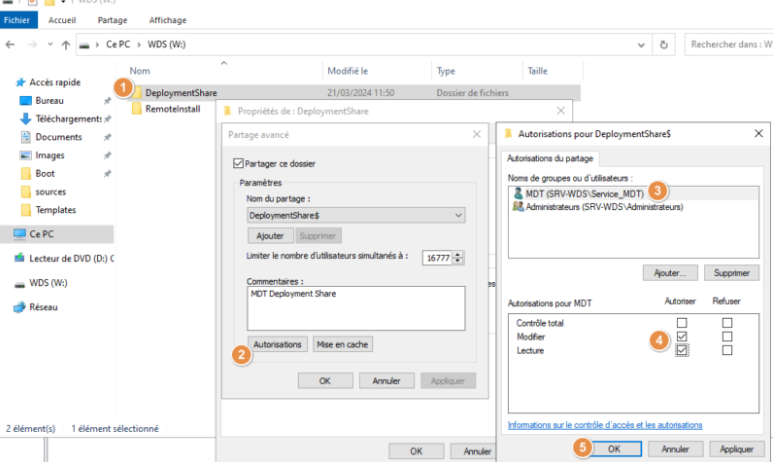 WDS (W:)
Fichier Accueil Partage Affichage
Ce PC > WDS (W:)
Rechercher dans : W
Nom Modifié le Type Taille
Accès rapide
Bureau
Téléchargements
Documents
Images
Boot
sources
Templates
Ce PC
Lecteur de DVD (D:) C
WDS (W:)
Réseau
1
DeploymentShare 21/03/2024 11:50 Dossier de fichiers
RemoteInstall
Propriétés de : DeploymentShare
Partage avancé
Partager ce dossier
Paramètres
Nom du partage :
DeploymentShare$
Ajouter Supprimer
Limiter le nombre d'utilisateurs simultanés à : 16777
Commentaires :
MDT Deployment Share
2
Autorisations Mise en cache
OK Annuler Appliquer
OK Annuler
es
Autorisations pour DeploymentShare$
Autorisations du partage
Noms de groupes ou d'utilisateurs :
MDT (SRV-WDS\Service_MDT) 3
Administrateurs (SRV-WDS\Administrateurs)
Ajouter... Supprimer
Autorisations pour MDT Autoriser Refuser
Contrôle total
Modifier
Lecture
4
Informations sur le contrôle d'accès et les autorisations
5
OK Annuler Appliquer
2 élément(s) 1 élément sélectionné